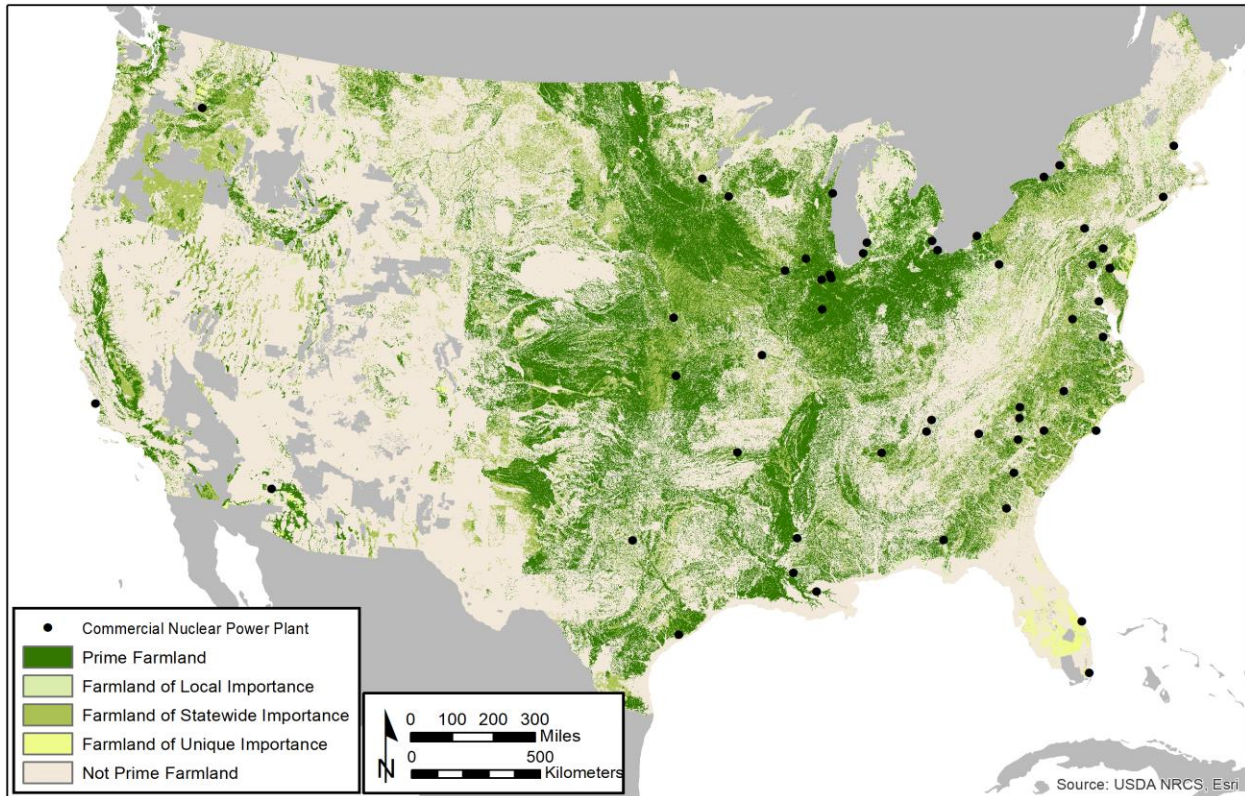 Commercial Nuclear Power Plant
Prime Farmland
Farmland of Local Importance
Farmland of Statewide Importance
Farmland of Unique Importance
Not Prime Farmland
N
0 100 200 300
Miles
0 500
Kilometers
Source: USDA NRCS, Esri